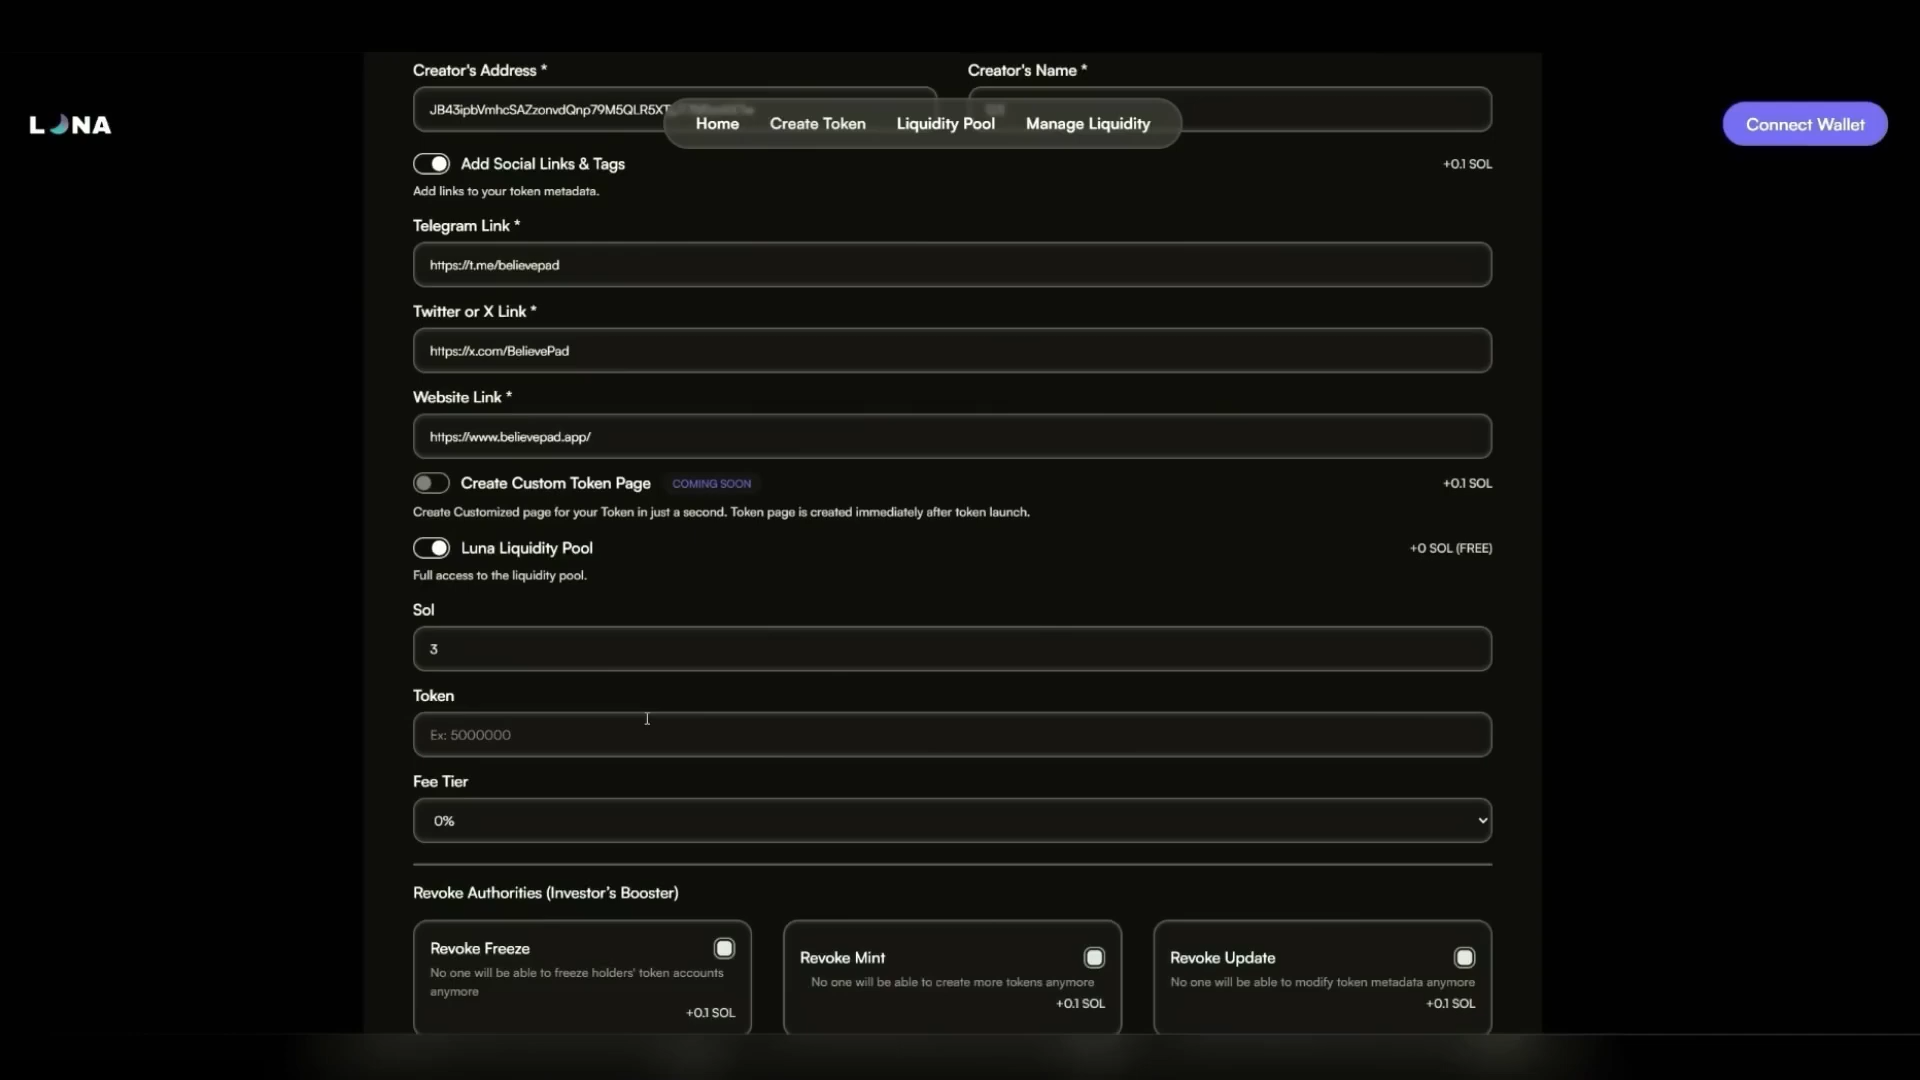 Creator's Address *
Creator's Name *
JB43ipbVmhcSAZzonvdQnp79M5QLR5XT
LUNA
Home
Create Token
Liquidity Pool
Manage Liquidity
Connect Wallet
Add Social Links & Tags
+0.1 SOL
Add links to your token metadata.
Telegram Link *
https://t.me/believepad
Twitter or X Link *
https://x.com/BelievePad
Website Link *
https://www.believepad.app/
Create Custom Token Page
COMING SOON
+0.1 SOL
Create Customized page for your Token in just a second. Token page is created immediately after token launch.
Luna Liquidity Pool
+0 SOL (FREE)
Full access to the liquidity pool.
Sol
3
Token
Ex: 5000000
Fee Tier
0%
Revoke Authorities (Investor's Booster)
Revoke Freeze
No one will be able to freeze holders' token accounts
anymore
+0.1 SOL
Revoke Mint
No one will be able to create more tokens anymore
+0.1 SOL
Revoke Update
No one will be able to modify token metadata anymore
+0.1 SOL